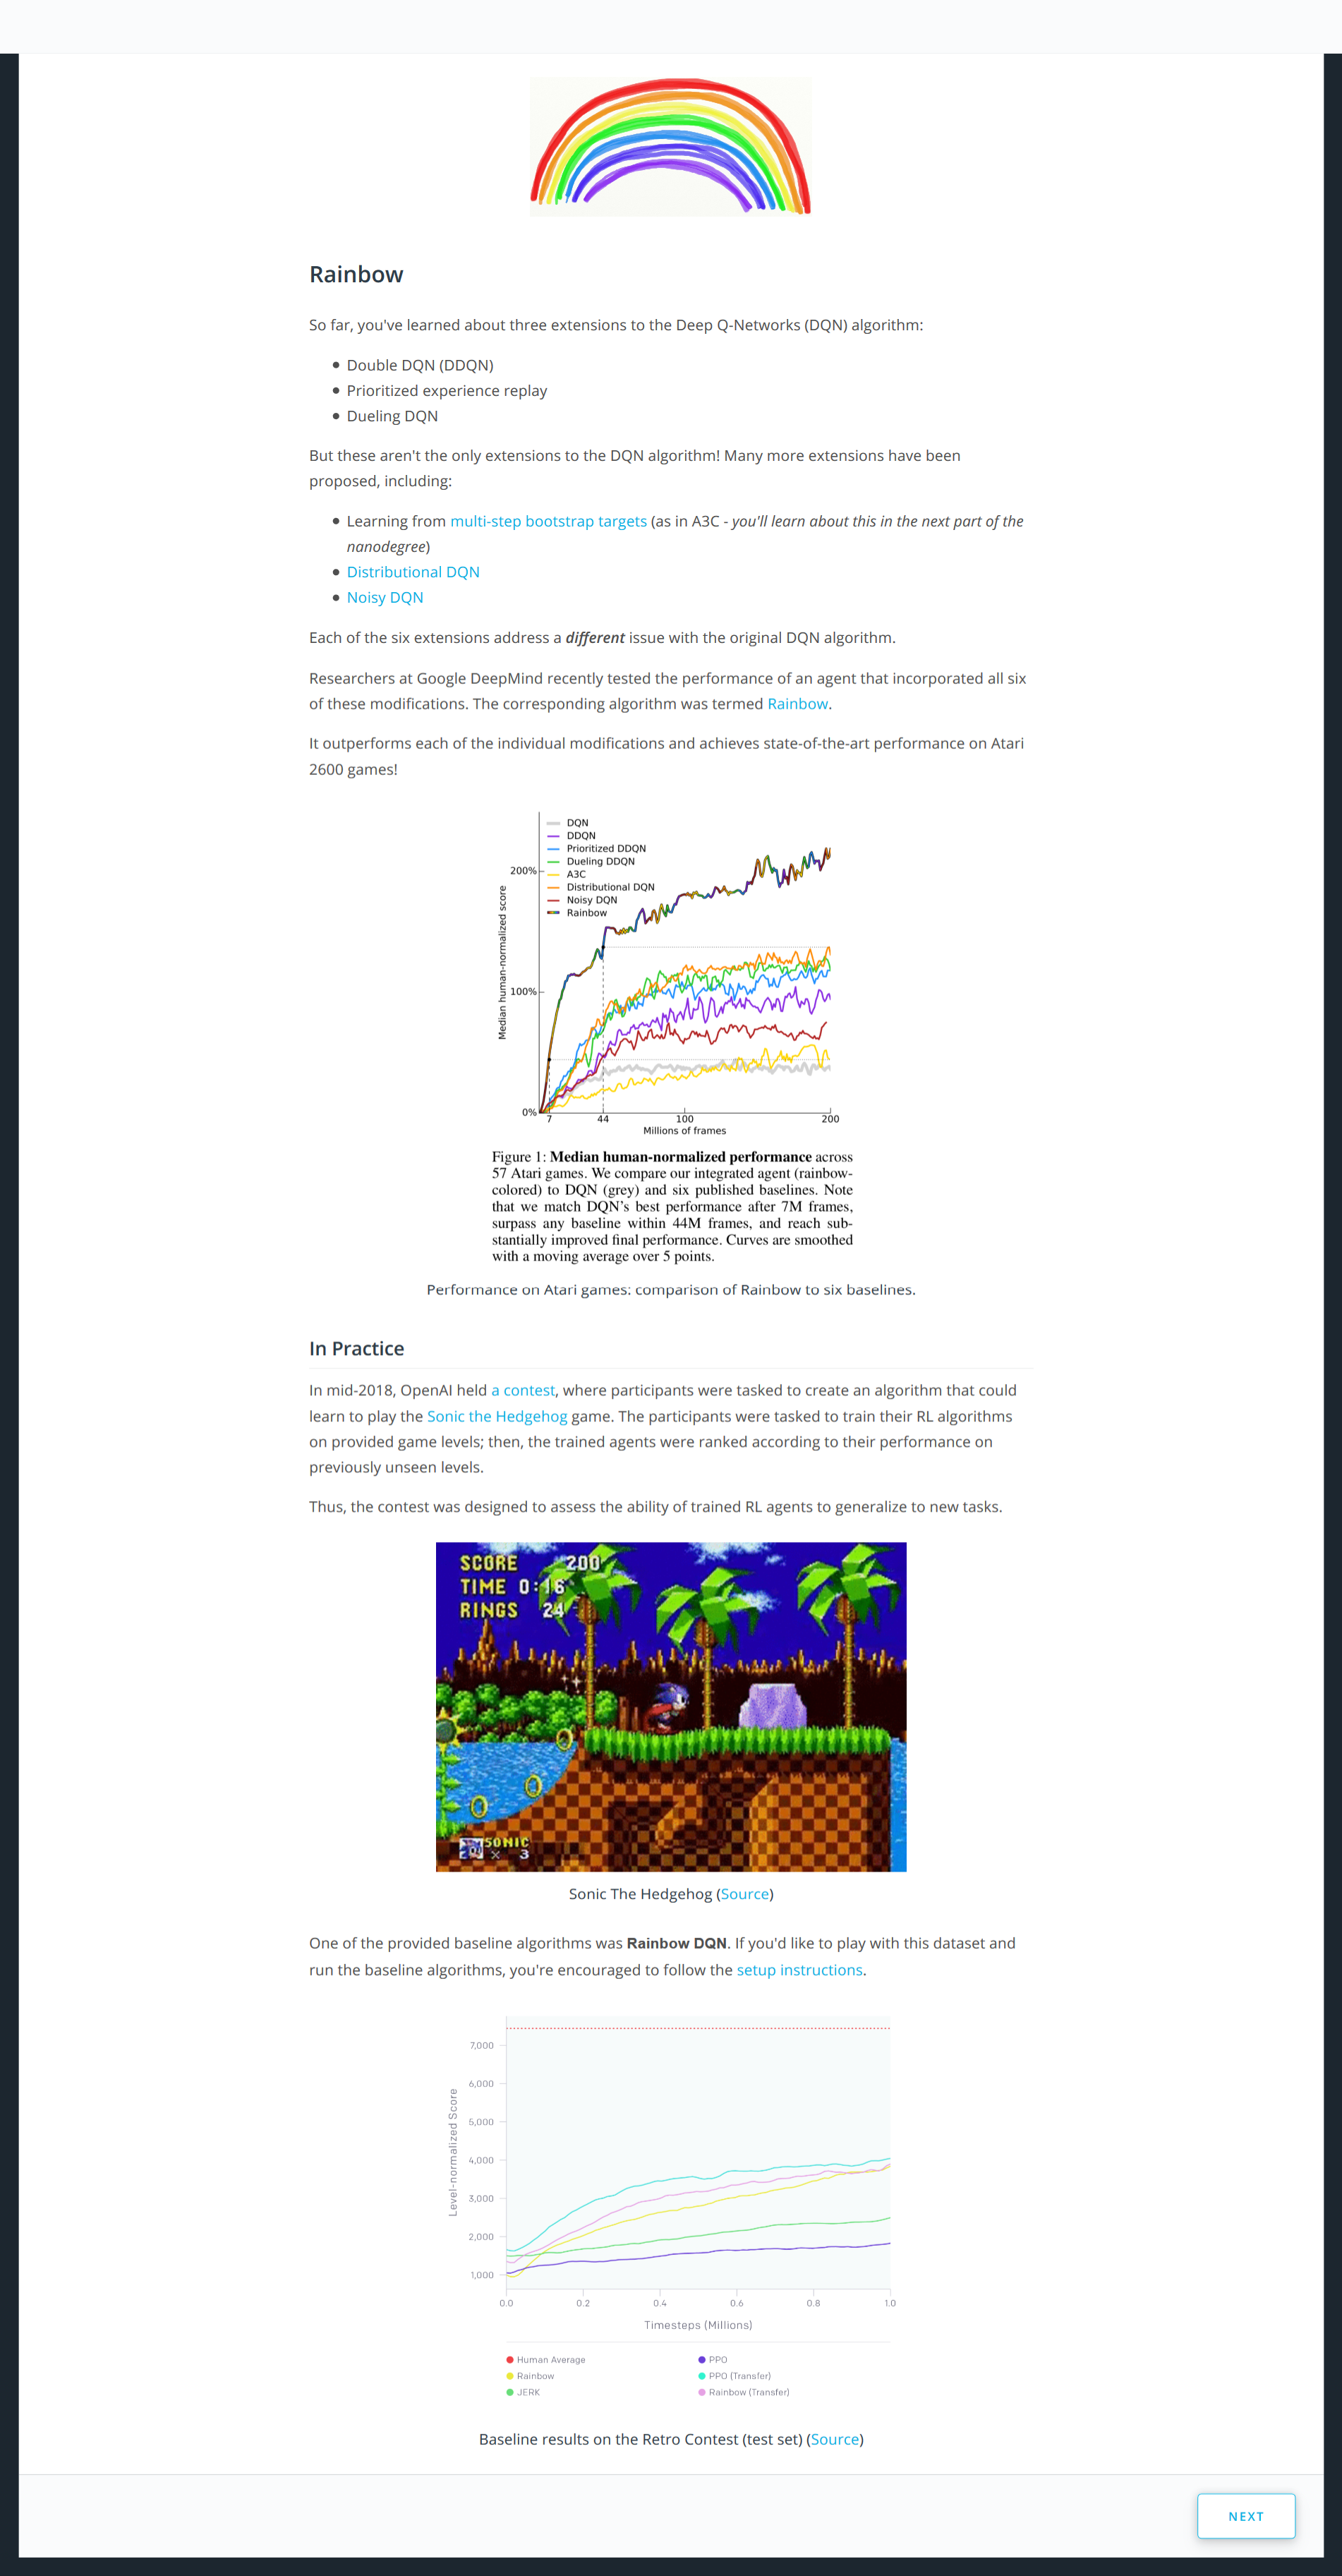 Rainbow
So far, you've learned about three extensions to the Deep Q-Networks (DQN) algorithm:
Double DQN (DDQN)
Prioritized experience replay
Dueling DQN
But these aren't the only extensions to the DQN algorithm! Many more extensions have been
proposed, including:
Learning from multi-step bootstrap targets (as in A3C - you'll learn about this in the next part of the
nanodegree)
Distributional DQN
Noisy DQN
Each of the six extensions address a different issue with the original DQN algorithm.
Researchers at Google DeepMind recently tested the performance of an agent that incorporated all six
of these modifications. The corresponding algorithm was termed Rainbow.
It outperforms each of the individual modifications and achieves state-of-the-art performance on Atari
2600 games!
DQN
DDQN
Prioritized DDQN
Dueling DDQN
A3C
Distributional DQN
Noisy DQN
Rainbow
200%
100%
0%
Median human-normalized score
7 44 100 200
Millions of frames
Figure 1: Median human-normalized performance across
57 Atari games. We compare our integrated agent (rainbow-
colored) to DQN (grey) and six published baselines. Note
that we match DQN's best performance after 7M frames,
surpass any baseline within 44M frames, and reach sub-
stantially improved final performance. Curves are smoothed
with a moving average over 5 points.
Performance on Atari games: comparison of Rainbow to six baselines.
In Practice
In mid-2018, OpenAI held a contest, where participants were tasked to create an algorithm that could
learn to play the Sonic the Hedgehog game. The participants were tasked to train their RL algorithms
on provided game levels; then, the trained agents were ranked according to their performance on
previously unseen levels.
Thus, the contest was designed to assess the ability of trained RL agents to generalize to new tasks.
SCORE 200
TIME 0:16
RINGS 24
SONIC
× 3
Sonic The Hedgehog (Source)
One of the provided baseline algorithms was Rainbow DQN. If you'd like to play with this dataset and
run the baseline algorithms, you're encouraged to follow the setup instructions.
7,000
6,000
5,000
4,000
3,000
2,000
1,000
Level-normalized Score
0.0 0.2 0.4 0.6 0.8 1.0
Timesteps (Millions)
Human Average
Rainbow
JERK
PPO
PPO (Transfer)
Rainbow (Transfer)
Baseline results on the Retro Contest (test set) (Source)
NEXT